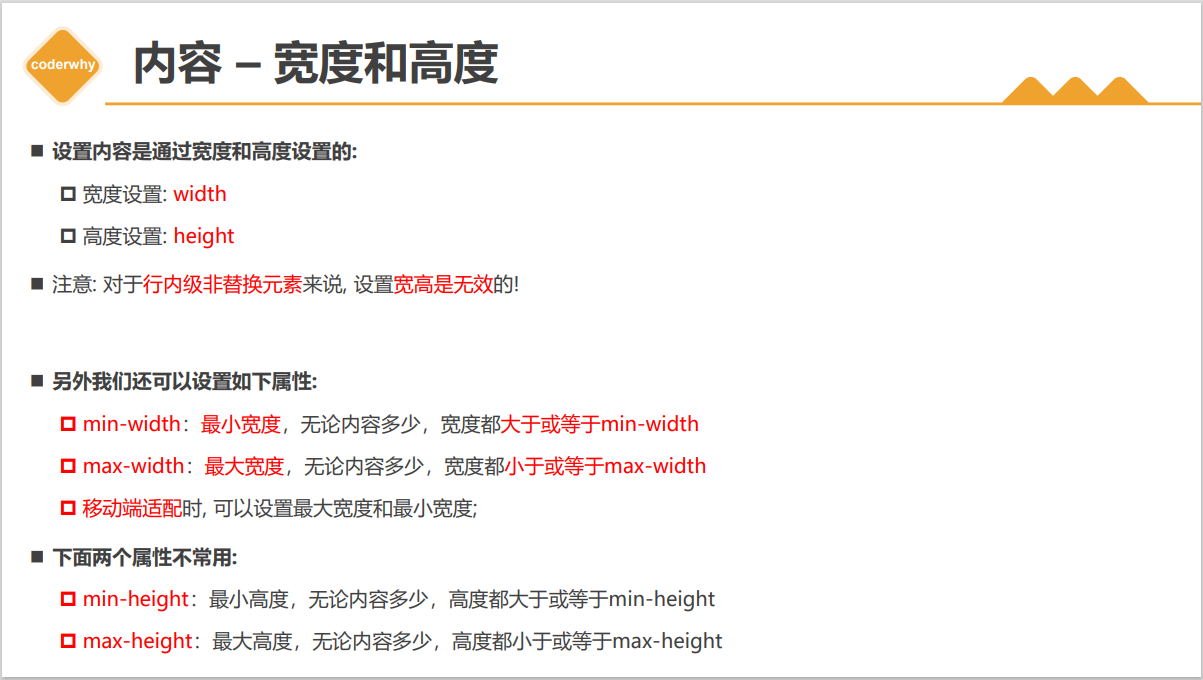 coderwhy
内容 – 宽度和高度
设置内容是通过宽度和高度设置的:
宽度设置: width
高度设置: height
注意: 对于行内级非替换元素来说, 设置宽高是无效的!
另外我们还可以设置如下属性:
min-width：最小宽度，无论内容多少，宽度都大于或等于min-width
max-width：最大宽度，无论内容多少，宽度都小于或等于max-width
移动端适配时, 可以设置最大宽度和最小宽度;
下面两个属性不常用:
min-height：最小高度，无论内容多少，高度都大于或等于min-height
max-height：最大高度，无论内容多少，高度都小于或等于max-height